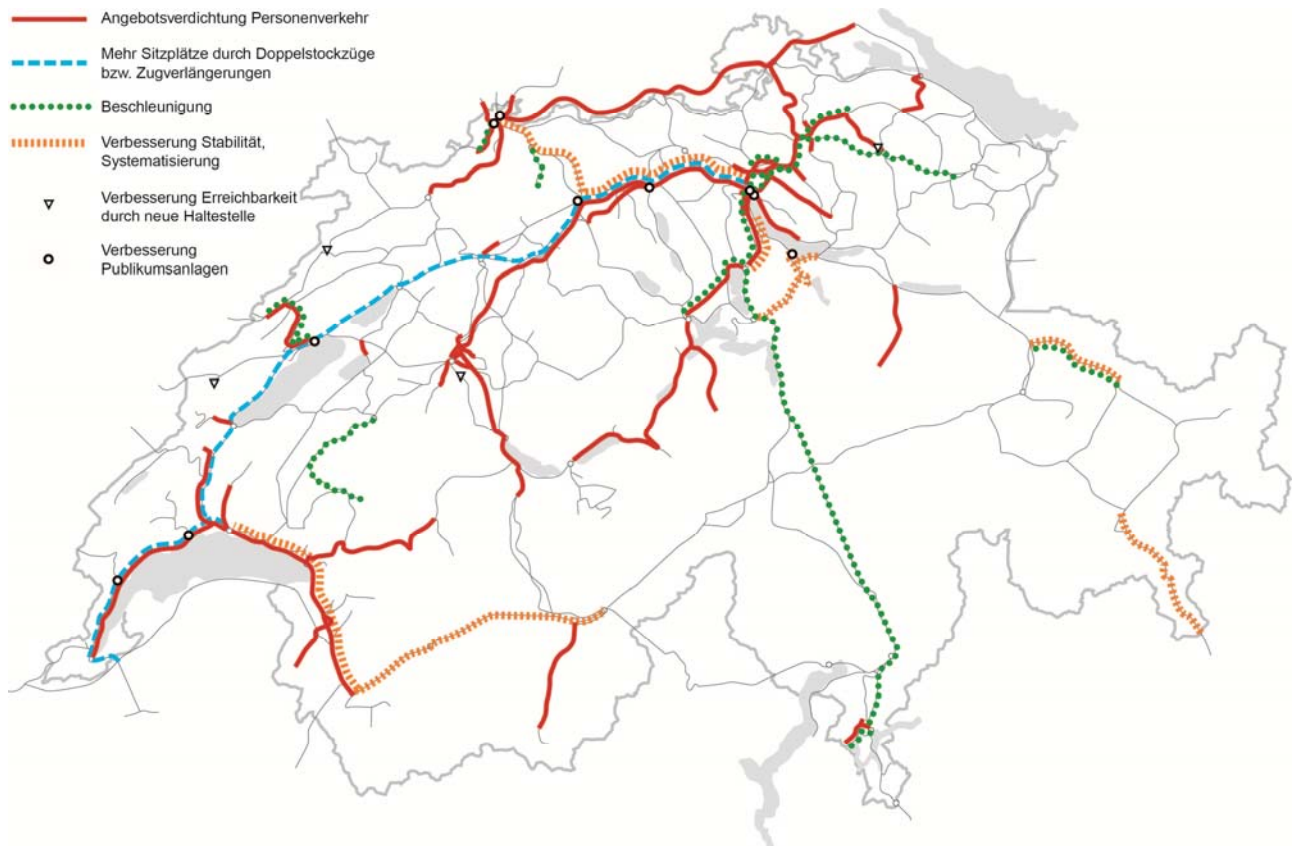 Angebotsverdichtung Personenverkehr
Mehr Sitzplätze durch Doppelstockzüge
bzw. Zugverlängerungen
Beschleunigung
Verbesserung Stabilität,
Systematisierung
Verbesserung Erreichbarkeit
durch neue Haltestelle
Verbesserung
Publikumsanlagen